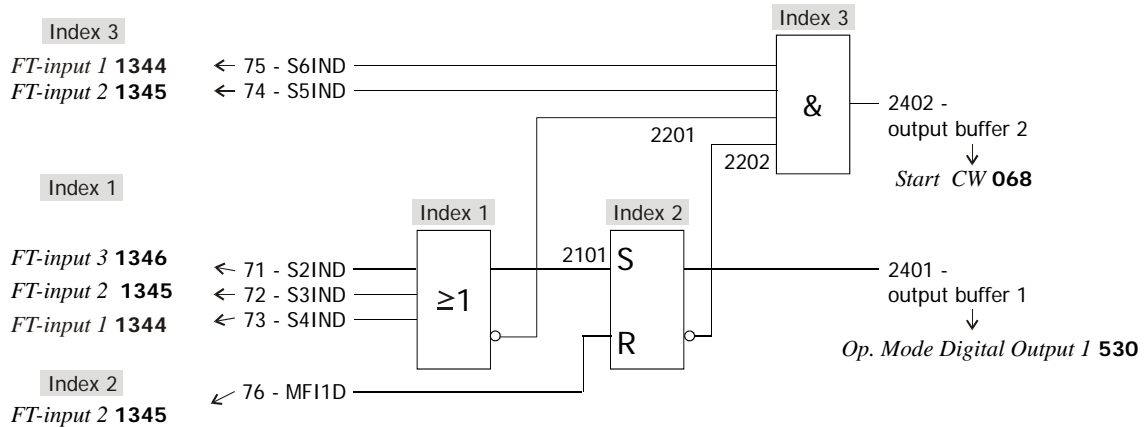 Index 3
Index 3
FT-input 1 1344 ← 75 - S6IND
FT-input 2 1345 ← 74 - S5IND
&
2402 -
output buffer 2
2201
2202
Start CW 068
Index 1
Index 1
Index 2
FT-input 3 1346 ← 71 - S2IND
2101 S
2401 -
output buffer 1
FT-input 2 1345 ← 72 - S3IND
≥1
FT-input 1 1344 ← 73 - S4IND
R
Op. Mode Digital Output 1 530
Index 2
76 - MFI1D
FT-input 2 1345